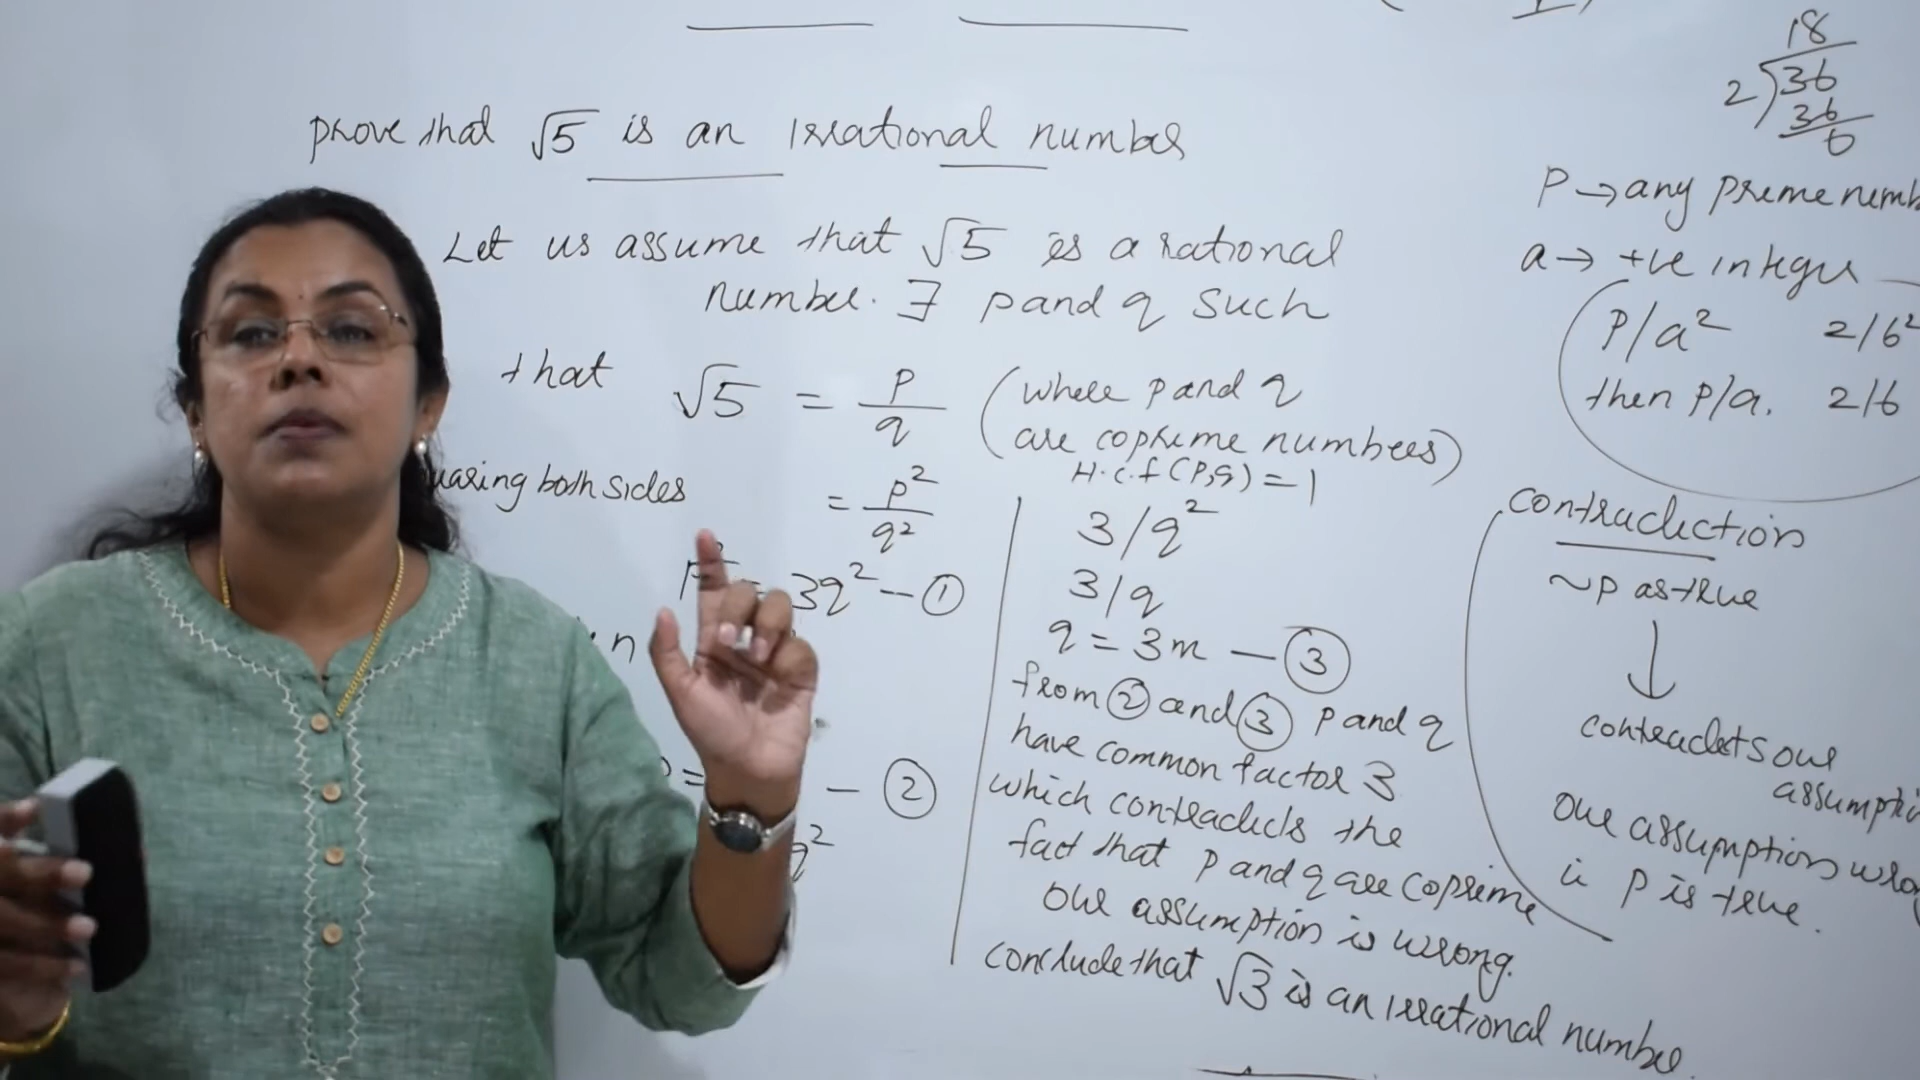 prove that √5 is an Irrational number
Let us assume that √5 is a rational
number. ∃ p and q such
that √5 = p/q (where p and q
are coprime numbers)
H.c.f (P,q) = 1
both sides = p²/q²
= 3q² - ①
- ②
3/q²
3/q
q = 3m - ③
from ② and ③ p and q
have common factor 3
which contradicts the
fact that p and q are coprime
our assumption is wrong.
conclude that √3 is an irrational number.
18
2)36
36
0
P → any prime
a → +ve integer
P/a² 2/6²
then P/a. 2/6
contradiction
~p as true
↓
contradicts our
our assumption
p is true.